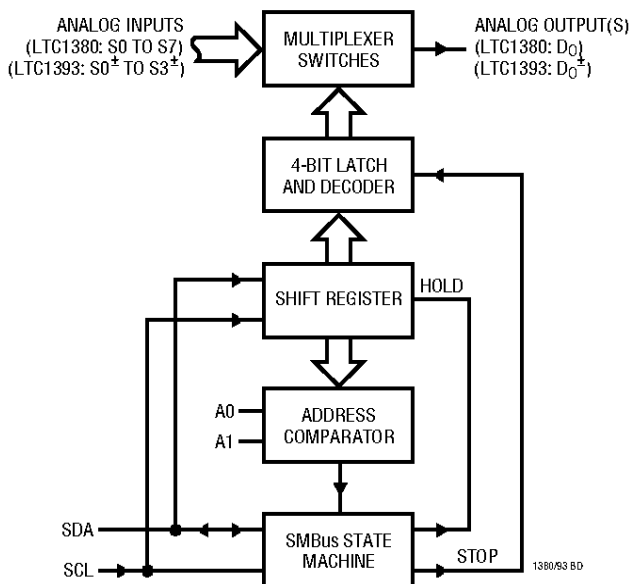 ANALOG INPUTS
(LTC1380: S0 TO S7)
(LTC1393: S0± TO S3±)
MULTIPLEXER
SWITCHES
ANALOG OUTPUT(S)
(LTC1380: DO)
(LTC1393: DO±)
4-BIT LATCH
AND DECODER
SHIFT REGISTER
HOLD
A0
A1
ADDRESS
COMPARATOR
SDA
SCL
SMBus STATE
MACHINE
STOP
1380/93 BD